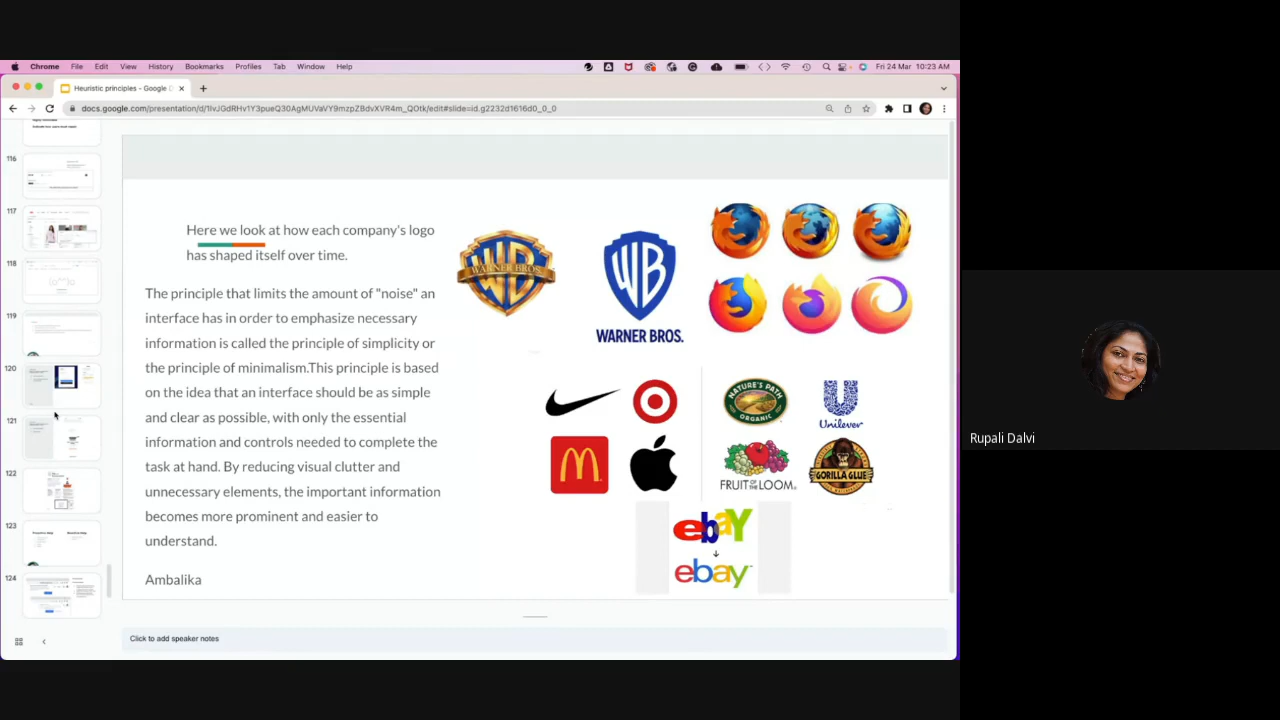 Chrome File Edit View History Bookmarks Profiles Tab Window Help
Fri 24 Mar 10:23 AM
Heuristic principles - Google D
docs.google.com/presentation/d/1IvJGdRHv1Y3pueQ30AgMUVaVY9mzpZBdvXVR4m_QOtk/edit#slide=id.g2232d1616d0_0_0
116
117
118
119
120
121
122
123
124
Here we look at how each company's logo
has shaped itself over time.
The principle that limits the amount of "noise" an
interface has in order to emphasize necessary
information is called the principle of simplicity or
the principle of minimalism.This principle is based
on the idea that an interface should be as simple
and clear as possible, with only the essential
information and controls needed to complete the
task at hand. By reducing visual clutter and
unnecessary elements, the important information
becomes more prominent and easier to
understand.
Ambalika
WARNER BROS.
WB
WARNER BROS.
NATURE'S PATH
ORGANIC
Unilever
FRUIT OF THE LOOM
GORILLA GLUE
ebay
ebay
Click to add speaker notes
Rupali Dalvi